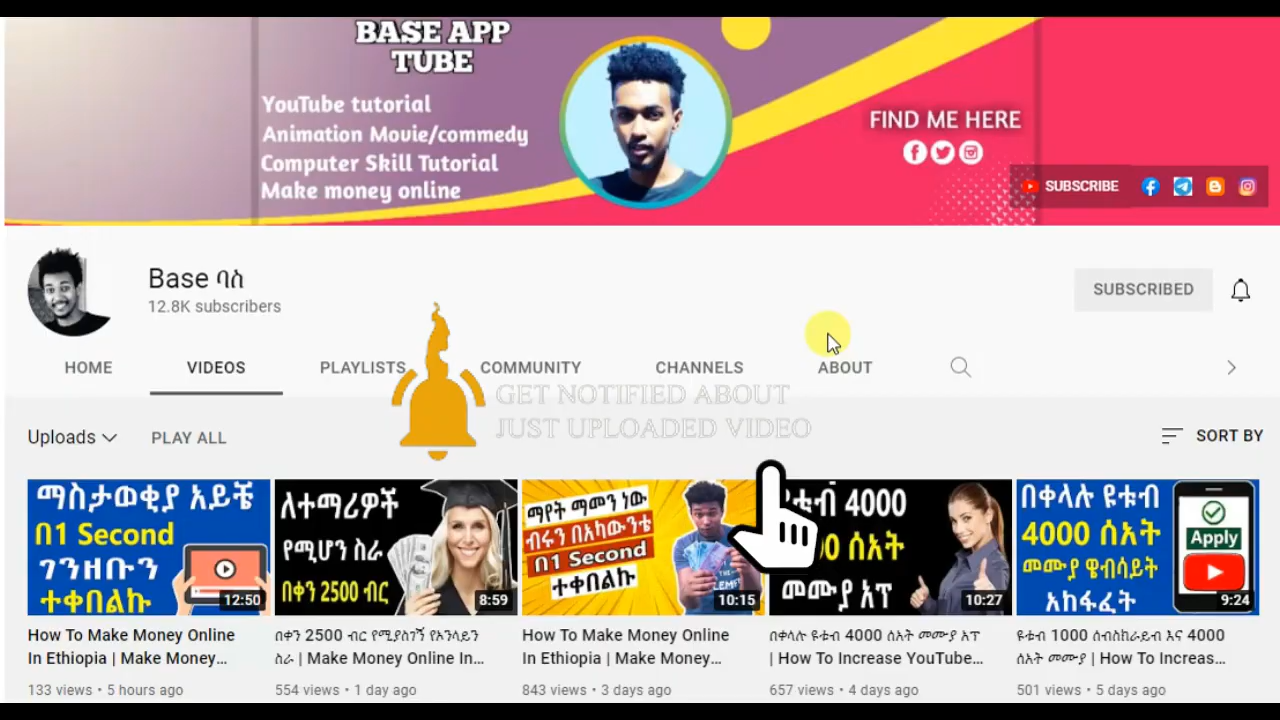 BASE APP
TUBE
YouTube tutorial
Animation Movie/commedy
Computer Skill Tutorial
Make money online
FIND ME HERE
SUBSCRIBE
Base ባስ
12.8K subscribers
SUBSCRIBED
HOME
VIDEOS
PLAYLISTS
COMMUNITY
CHANNELS
ABOUT
GET NOTIFIED ABOUT
JUST UPLOADED VIDEO
Uploads
PLAY ALL
SORT BY
ማስታወቂያ አይቼ
በ1 Second
ገንዘቡን
ተቀበልኩ
12:50
ለተማሪዎች
የሚሆን ስራ
በቀን 2500 ብር
8:59
ማየት ማመን ነው
ብሩን በአካውንቴ
በ1 Second
ተቀበልኩ
10:15
4000
ሰአት
መሙያ አፕ
10:27
በቀላሉ ዩቱብ
4000 ሰአት
መሙያ ዌብሳይት
አከፋፈት
Apply
9:24
How To Make Money Online
In Ethiopia | Make Money...
133 views • 5 hours ago
በቀን 2500 ብር የሚያስገኝ የኦንላይን
ስራ | Make Money Online In...
554 views • 1 day ago
How To Make Money Online
In Ethiopia | Make Money...
843 views • 3 days ago
በቀላሉ ዩቱብ 4000 ሰአት መሙያ አፕ
| How To Increase YouTube...
657 views • 4 days ago
ዩቱብ 1000 ሰብስክራይብ እና 4000
ሰአት መሙያ | How To Increas...
501 views • 5 days ago